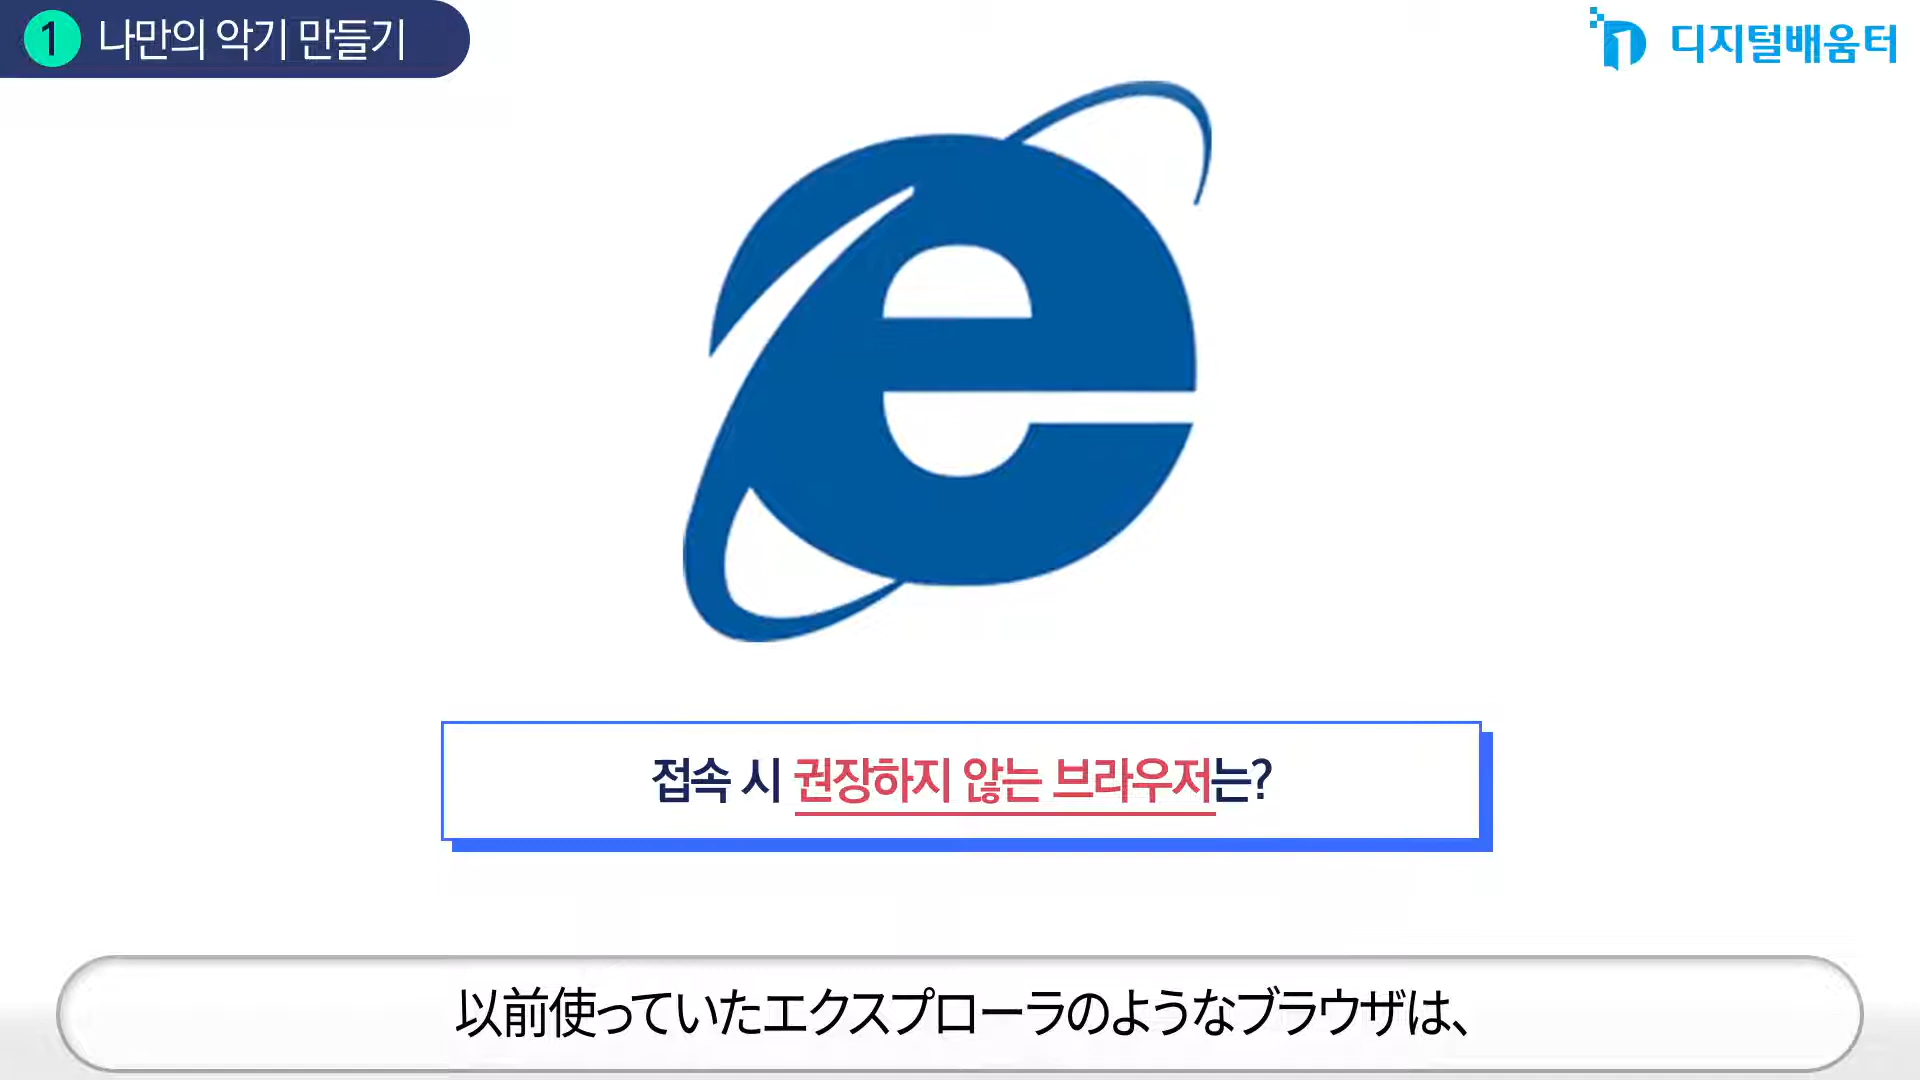 1 나만의 악기 만들기
디지털배움터
접속 시 권장하지 않는 브라우저는?
以前使っていたエクスプローラのようなブラウザは、